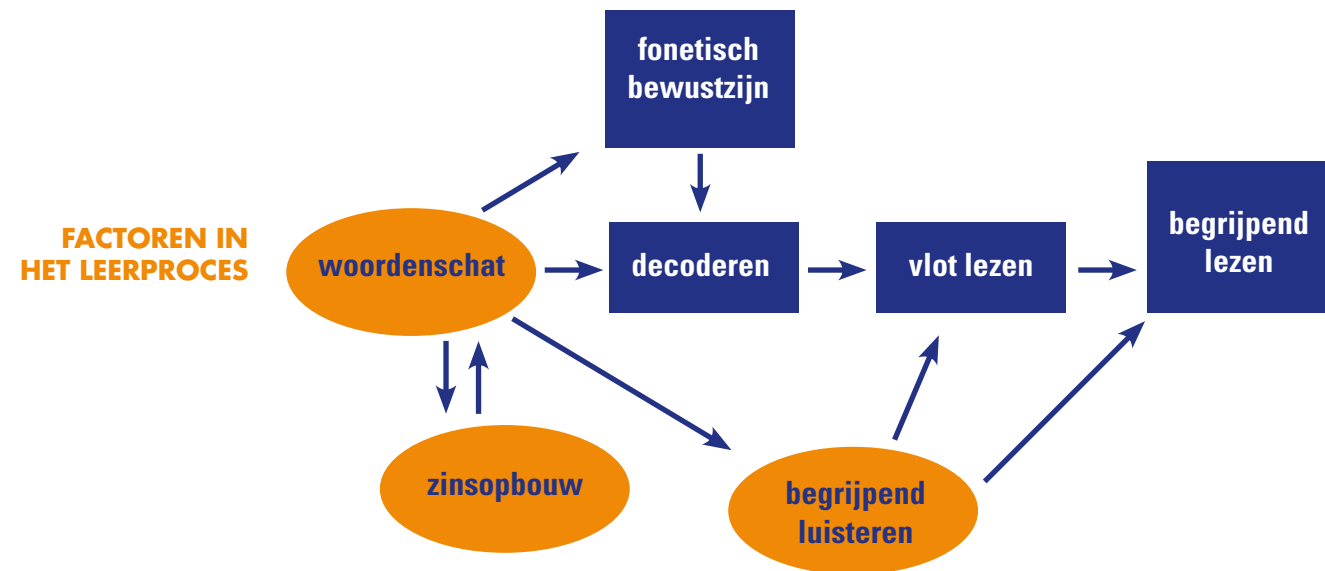 fonetisch
bewustzijn
FACTOREN IN
HET LEERPROCES
woordenschat
decoderen
vlot lezen
begrijpend
lezen
zinsopbouw
begrijpend
luisteren